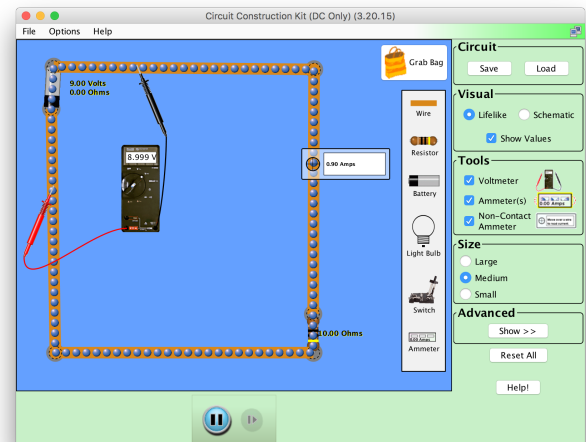 Circuit Construction Kit (DC Only) (3.20.15)
File Options Help
9.00 Volts
0.00 Ohms
8.999 V
0.90 Amps
10.00 Ohms
Grab Bag
Wire
Resistor
Battery
Light Bulb
Switch
0.00 Amps
Ammeter
Circuit
Save Load
Visual
Lifelike Schematic
Show Values
Tools
Voltmeter
Ammeter(s)
0.00 Amps
Non-Contact
Ammeter
Size
Large
Medium
Small
Advanced
Show >>
Reset All
Help!